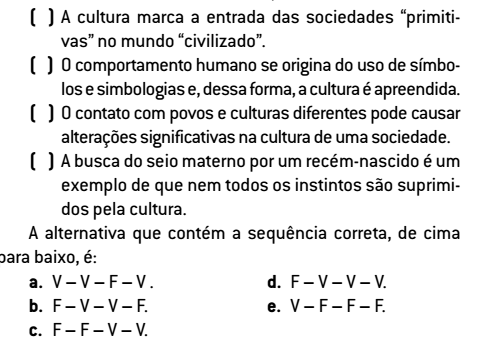 ( ) A cultura marca a entrada das sociedades “primiti-
vas” no mundo “civilizado”.
( ) O comportamento humano se origina do uso de símbo-
los e simbologias e, dessa forma, a cultura é apreendida.
( ) O contato com povos e culturas diferentes pode causar
alterações significativas na cultura de uma sociedade.
( ) A busca do seio materno por um recém-nascido é um
exemplo de que nem todos os instintos são suprimi-
dos pela cultura.
A alternativa que contém a sequência correta, de cima
para baixo, é:
a. V – V – F – V .
d. F – V – V – V.
b. F – V – V – F.
e. V – F – F – F.
c. F – F – V – V.